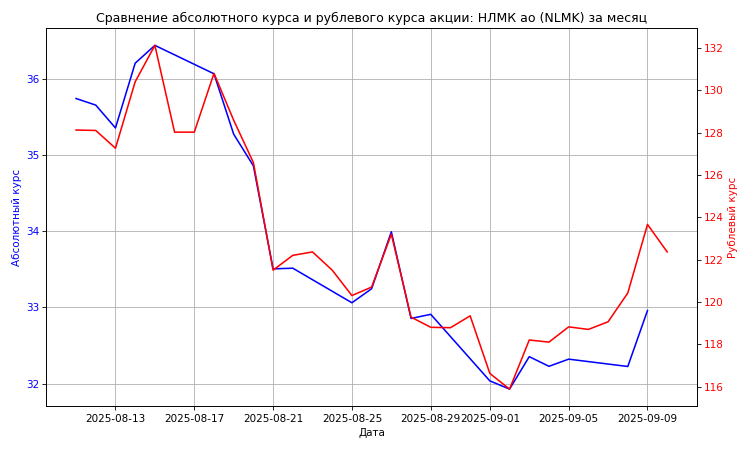 Сравнение абсолютного курса и рублевого курса акции: НЛМК ао (NLMK) за месяц
36
35
34
33
32
Абсолютный курс
132
130
128
126
124
122
120
118
116
Рублевый курс
2025-08-13 2025-08-17 2025-08-21 2025-08-25 2025-08-29 2025-09-01 2025-09-05 2025-09-09
Дата